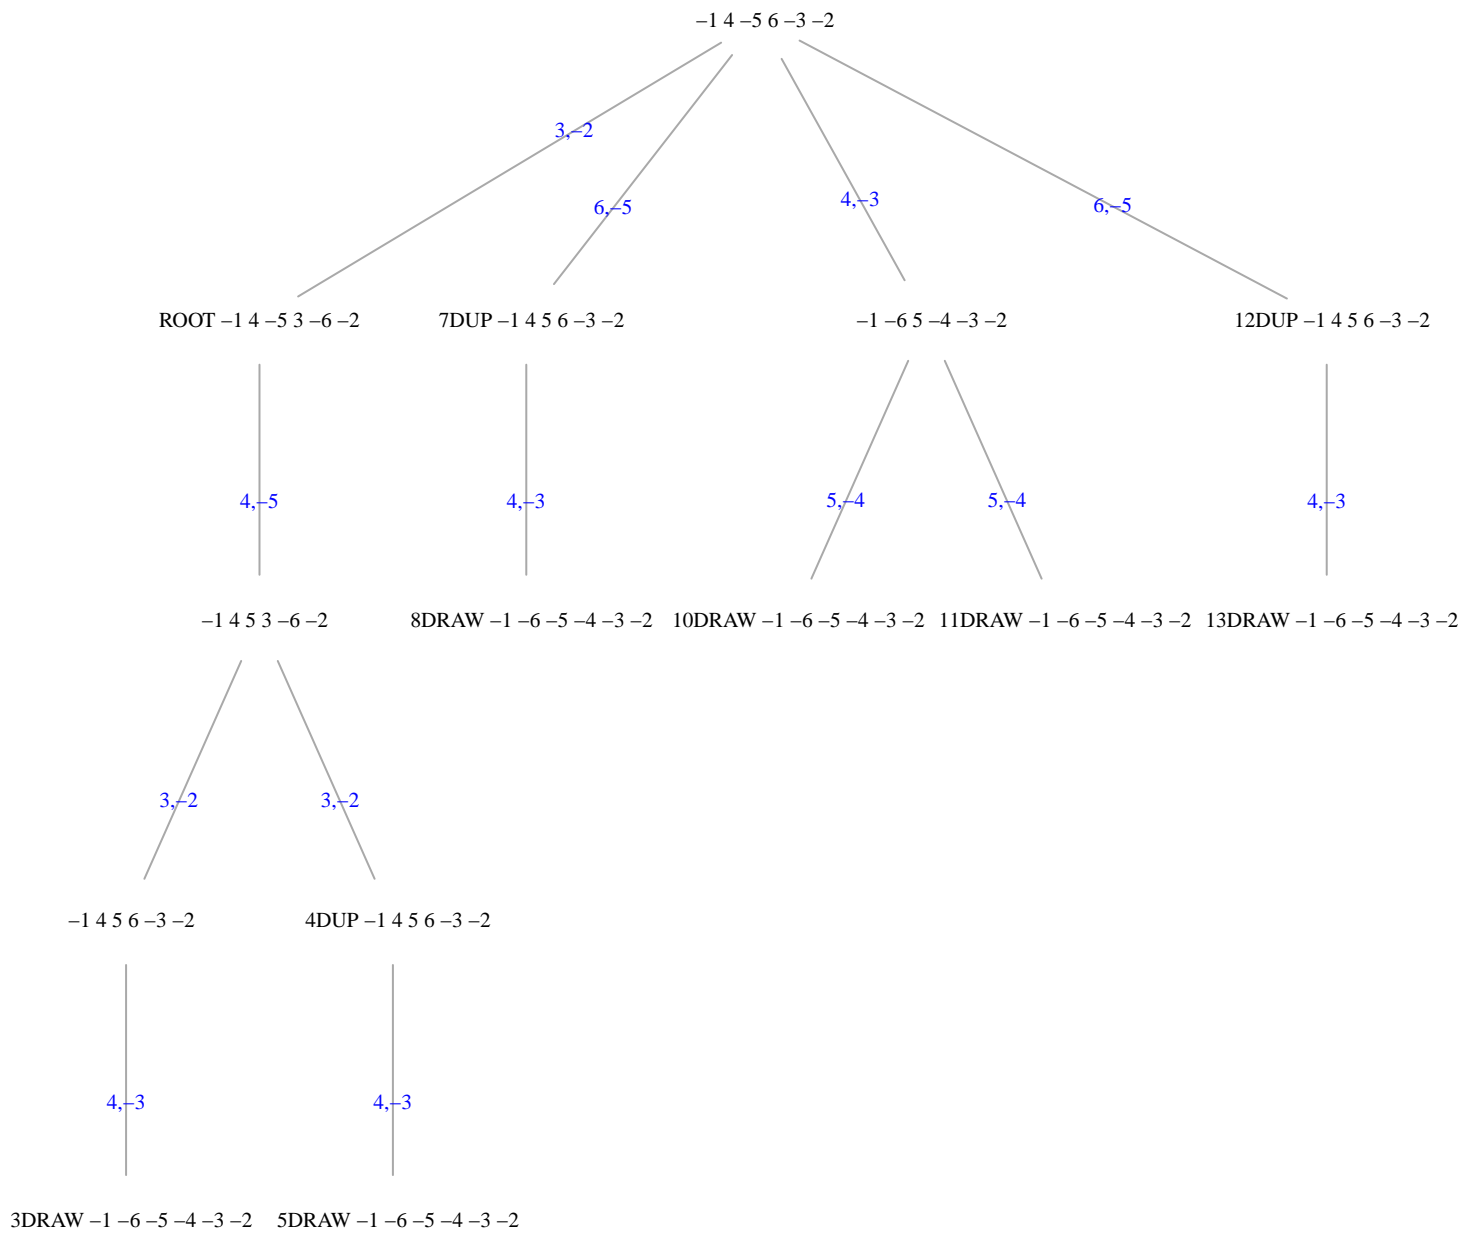 –1 4 –5 6 –3 –2
3,–2
6,–5
4,–3
6,–5
ROOT –1 4 –5 3 –6 –2
7DUP –1 4 5 6 –3 –2
–1 –6 5 –4 –3 –2
12DUP –1 4 5 6 –3 –2
4,–5
4,–3
5,–4
5,–4
4,–3
–1 4 5 3 –6 –2
8DRAW –1 –6 –5 –4 –3 –2
10DRAW –1 –6 –5 –4 –3 –2
11DRAW –1 –6 –5 –4 –3 –2
13DRAW –1 –6 –5 –4 –3 –2
3,–2
3,–2
–1 4 5 6 –3 –2
4DUP –1 4 5 6 –3 –2
4,–3
4,–3
3DRAW –1 –6 –5 –4 –3 –2
5DRAW –1 –6 –5 –4 –3 –2